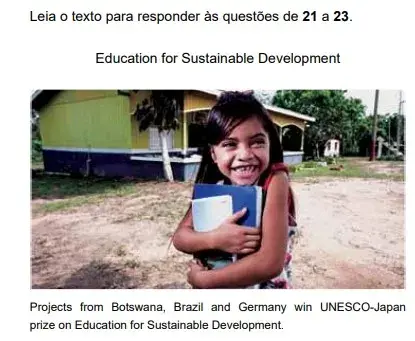 Leia o texto para responder às questões de 21 a 23.
Education for Sustainable Development
Projects from Botswana, Brazil and Germany win UNESCO-Japan
prize on Education for Sustainable Development.